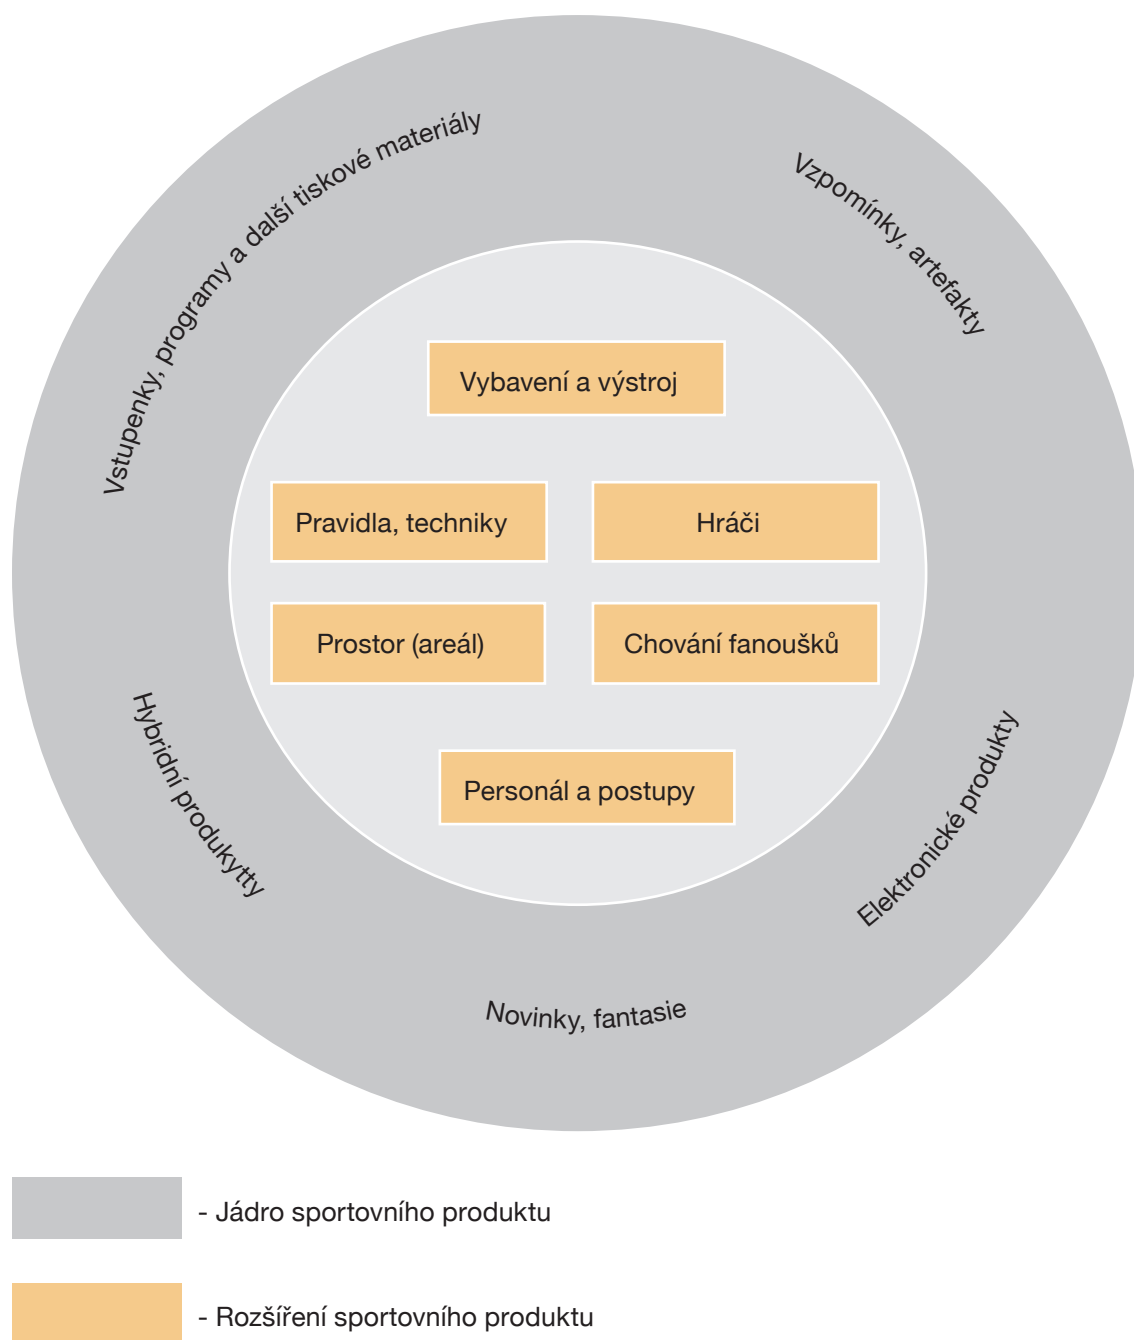 Vstupenky, programy a další tiskové materiály
Vzpomínky, artefakty
Vybavení a výstroj
Pravidla, techniky
Hráči
Prostor (areál)
Chování fanoušků
Personál a postupy
Hybridní produkytty
Elektronické produkty
Novinky, fantasie
- Jádro sportovního produktu
- Rozšíření sportovního produktu